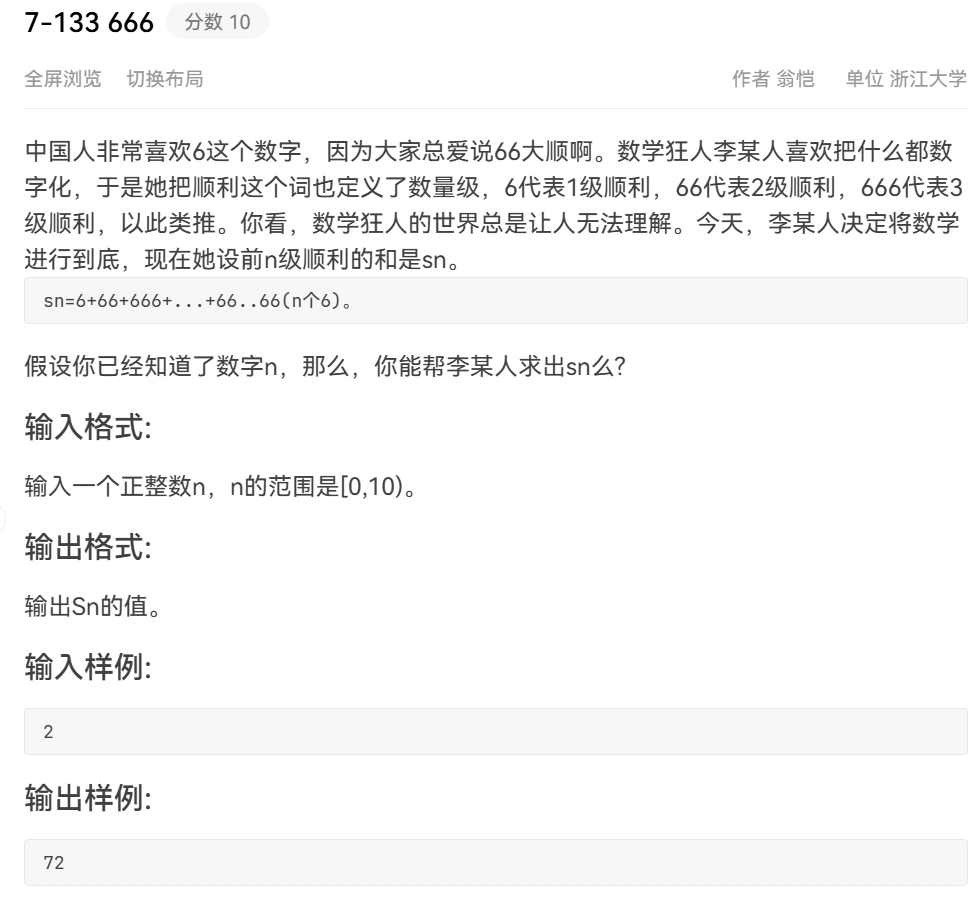 7-133 666 分数 10
全屏浏览 切换布局 作者 翁恺 单位 浙江大学
中国人非常喜欢6这个数字，因为大家总爱说66大顺啊。数学狂人李某人喜欢把什么都数
字化，于是她把顺利这个词也定义了数量级，6代表1级顺利，66代表2级顺利，666代表3
级顺利，以此类推。你看，数学狂人的世界总是让人无法理解。今天，李某人决定将数学
进行到底，现在她设前n级顺利的和是sn。
sn=6+66+666+...+66..66(n个6)。
假设你已经知道了数字n，那么，你能帮李某人求出sn么?
输入格式:
输入一个正整数n，n的范围是[0,10)。
输出格式:
输出Sn的值。
输入样例:
2
输出样例:
72